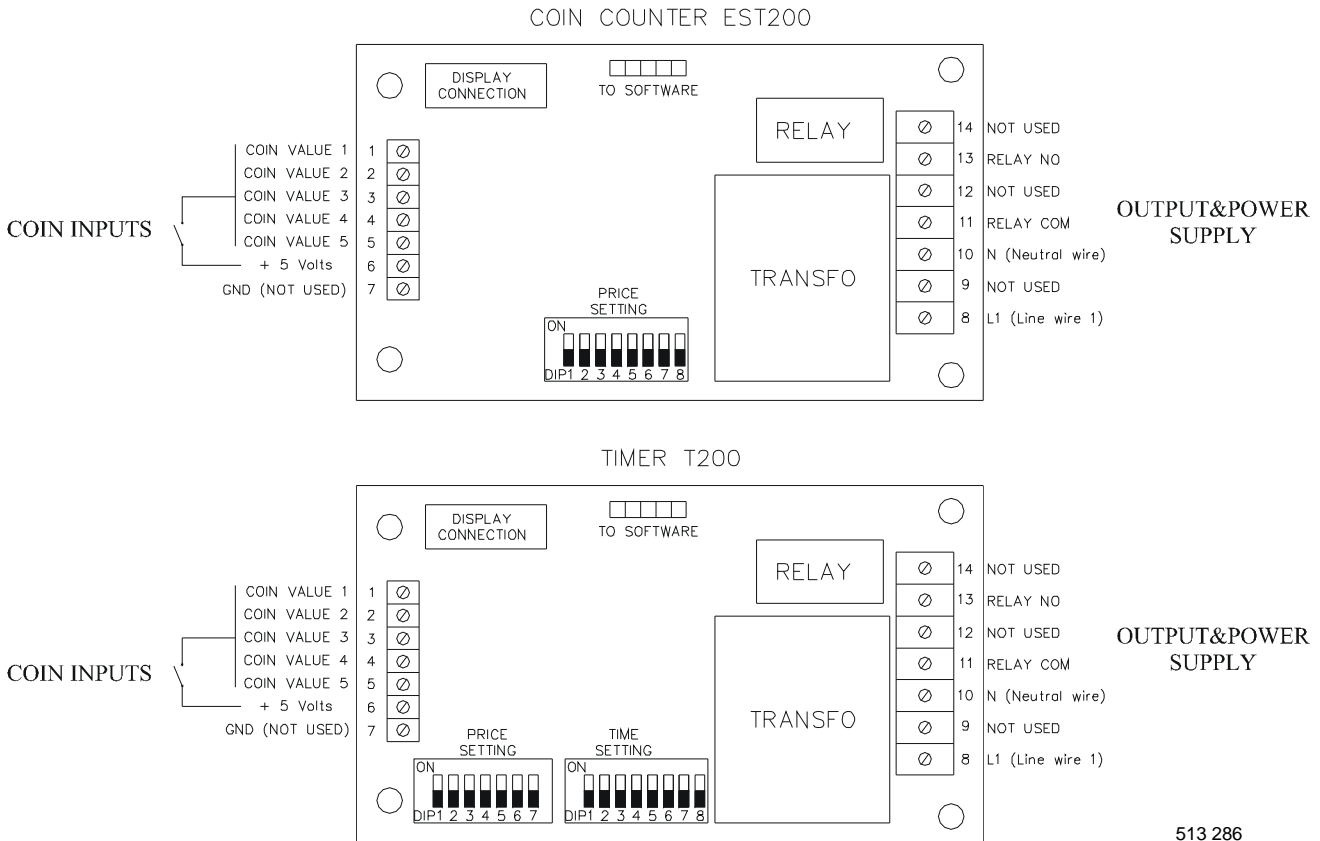 COIN COUNTER EST200
DISPLAY
CONNECTION
TO SOFTWARE
RELAY
COIN VALUE 1 1
COIN VALUE 2 2
COIN VALUE 3 3
COIN VALUE 4 4
COIN VALUE 5 5
+ 5 Volts 6
GND (NOT USED) 7
COIN INPUTS
14 NOT USED
13 RELAY NO
12 NOT USED
11 RELAY COM
10 N (Neutral wire)
9 NOT USED
8 L1 (Line wire 1)
OUTPUT&POWER
SUPPLY
TRANSFO
PRICE
SETTING
ON
DIP1 2 3 4 5 6 7 8
TIMER T200
DISPLAY
CONNECTION
TO SOFTWARE
RELAY
COIN VALUE 1 1
COIN VALUE 2 2
COIN VALUE 3 3
COIN VALUE 4 4
COIN VALUE 5 5
+ 5 Volts 6
GND (NOT USED) 7
COIN INPUTS
14 NOT USED
13 RELAY NO
12 NOT USED
11 RELAY COM
10 N (Neutral wire)
9 NOT USED
8 L1 (Line wire 1)
OUTPUT&POWER
SUPPLY
TRANSFO
PRICE
SETTING
ON
DIP1 2 3 4 5 6 7
TIME
SETTING
ON
DIP1 2 3 4 5 6 7 8
513 286